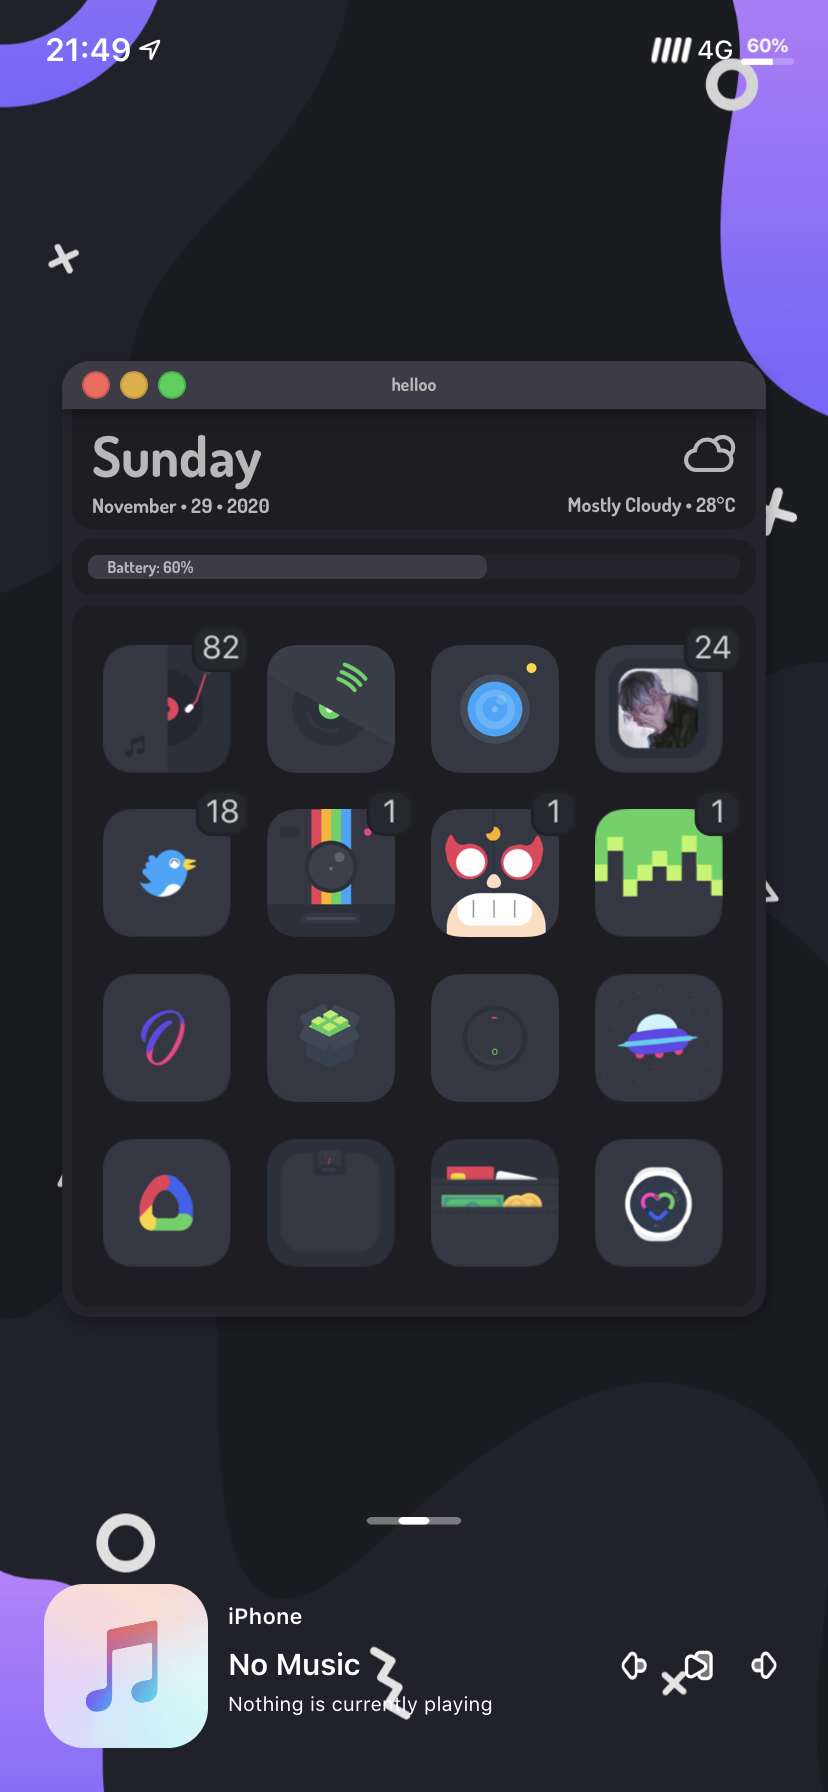 21:49
4G 60%
helloo
Sunday
November • 29 • 2020
Mostly Cloudy • 28°C
Battery: 60%
82
24
18
1
1
1
iPhone
No Music
Nothing is currently playing